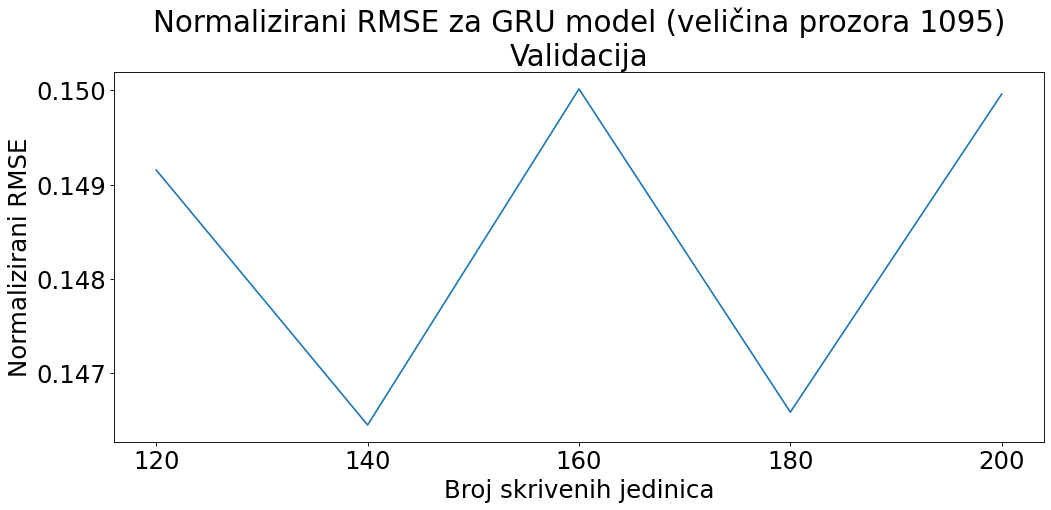 Normalizirani RMSE za GRU model (veličina prozora 1095)
Validacija
Normalizirani RMSE
0.150
0.149
0.148
0.147
120 140 160 180 200
Broj skrivenih jedinica